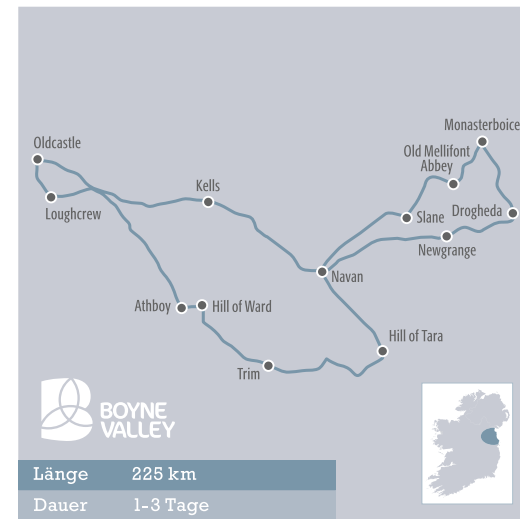 Monasterboice
Oldcastle
Old Mellifont
Abbey
Kells
Loughcrew
Slane
Drogheda
Newgrange
Navan
Athboy
Hill of Ward
Hill of Tara
Trim
BOYNE
VALLEY
Länge 225 km
Dauer 1-3 Tage